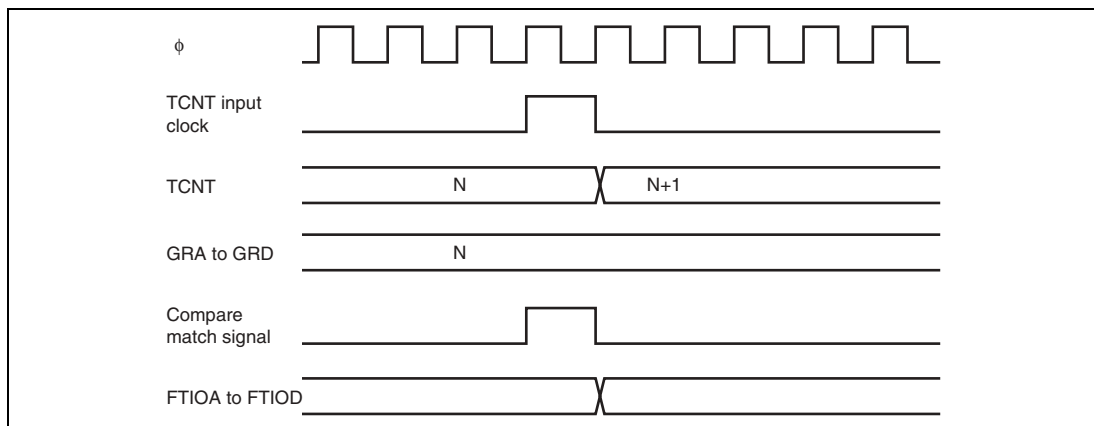 ϕ
TCNT input
clock
TCNT
N
N+1
GRA to GRD
N
Compare
match signal
FTIOA to FTIOD